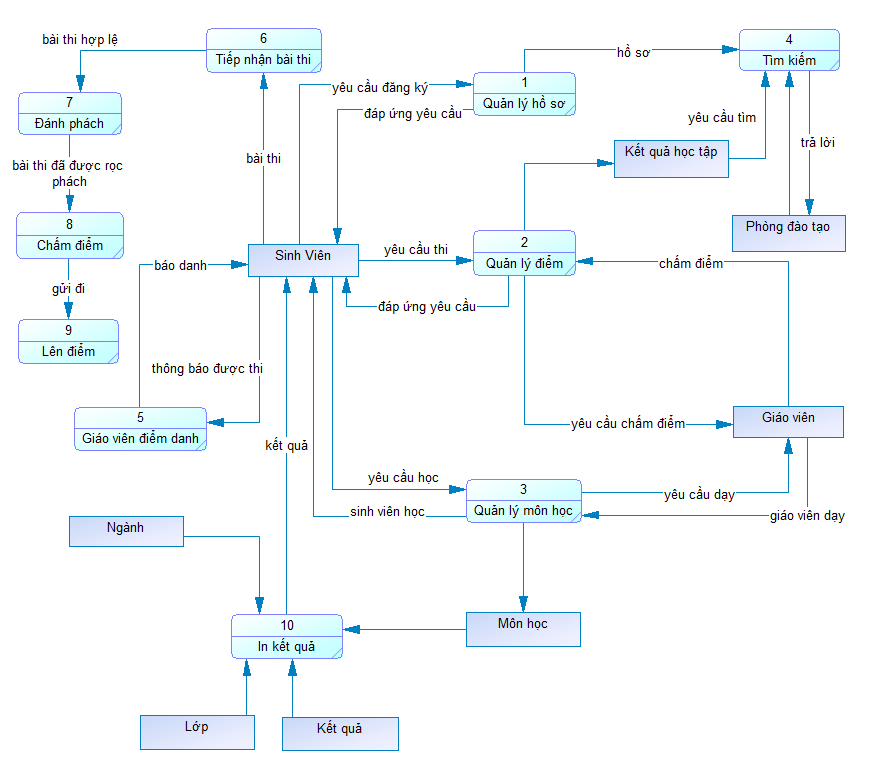 6
Tiếp nhận bài thi
bài thi hợp lệ
4
Tìm kiếm
hồ sơ
1
Quản lý hồ sơ
yêu cầu đăng ký
đáp ứng yêu cầu
7
Đánh phách
yêu cầu tìm
trả lời
Kết quả học tập
bài thi
bài thi đã được rọc
phách
8
Chấm điểm
Phòng đào tạo
2
Quản lý điểm
yêu cầu thi
Sinh Viên
báo danh
chấm điểm
gửi đi
đáp ứng yêu cầu
9
Lên điểm
thông báo được thi
5
Giáo viên điểm danh
Giáo viên
yêu cầu chấm điểm
kết quả
yêu cầu học
3
Quản lý môn học
yêu cầu dạy
sinh viên học
giáo viên dạy
Ngành
10
In kết quả
Môn học
Lớp
Kết quả